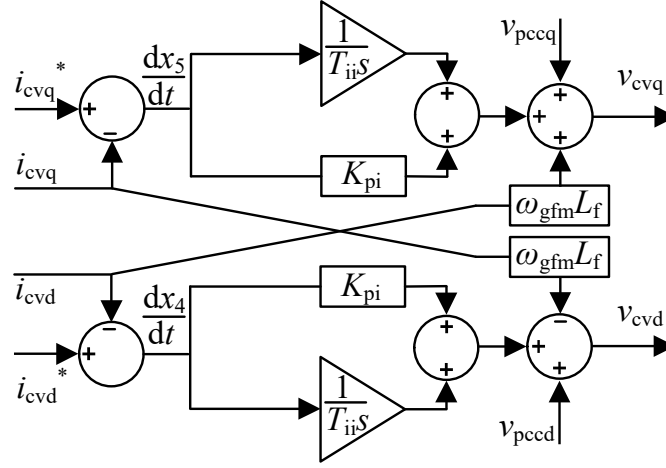 v_pccq
dx_5/dt
1/T_ii s
i_cvq*
v_cvq
+
−
+
+
+
+
+
i_cvq
K_pi
ω_gfm L_f
ω_gfm L_f
i_cvd
dx_4/dt
K_pi
v_cvd
−
+
+
+
−
+
+
i_cvd*
1/T_ii s
v_pccd